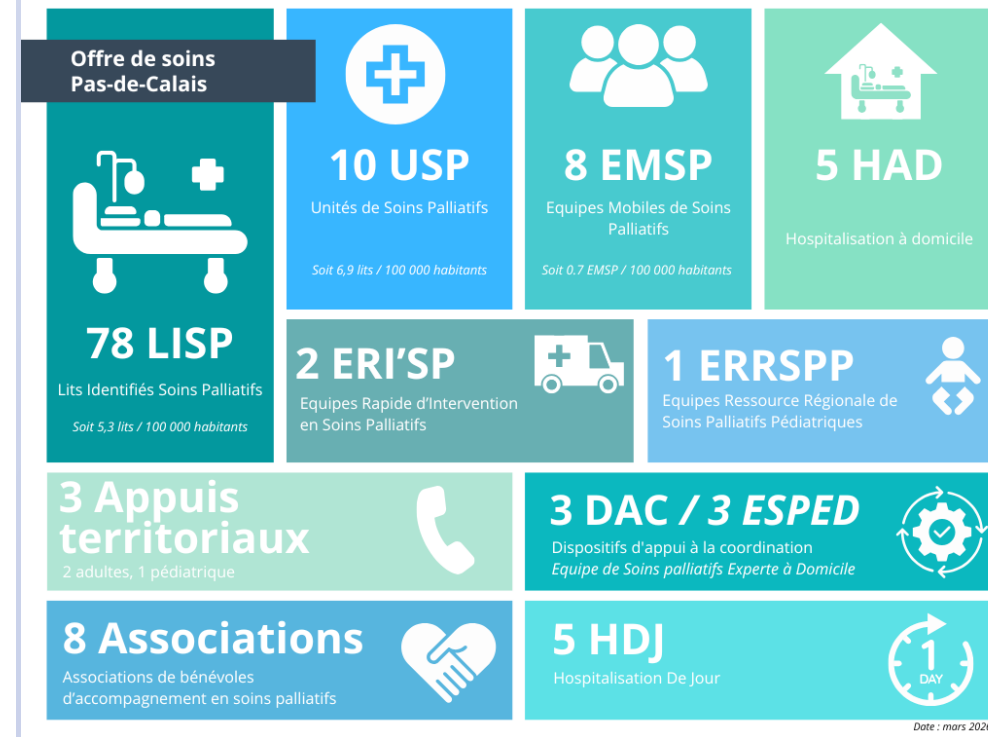 Offre de soins
Pas-de-Calais
78 LISP
Lits Identifiés Soins Palliatifs
Soit 5,3 lits / 100 000 habitants
10 USP
Unités de Soins Palliatifs
Soit 6,9 lits / 100 000 habitants
8 EMSP
Equipes Mobiles de Soins
Palliatifs
Soit 0.7 EMSP / 100 000 habitants
5 HAD
Hospitalisation à domicile
2 ERI’SP
Equipes Rapide d’Intervention
en Soins Palliatifs
1 ERRSPP
Equipes Ressource Régionale de
Soins Palliatifs Pédiatriques
3 Appuis
territoriaux
2 adultes, 1 pédiatrique
3 DAC / 3 ESPED
Dispositifs d'appui à la coordination
Equipe de Soins palliatifs Experte à Domicile
8 Associations
Associations de bénévoles
d’accompagnement en soins palliatifs
5 HDJ
Hospitalisation De Jour
1
DAY
Date : mars 2026